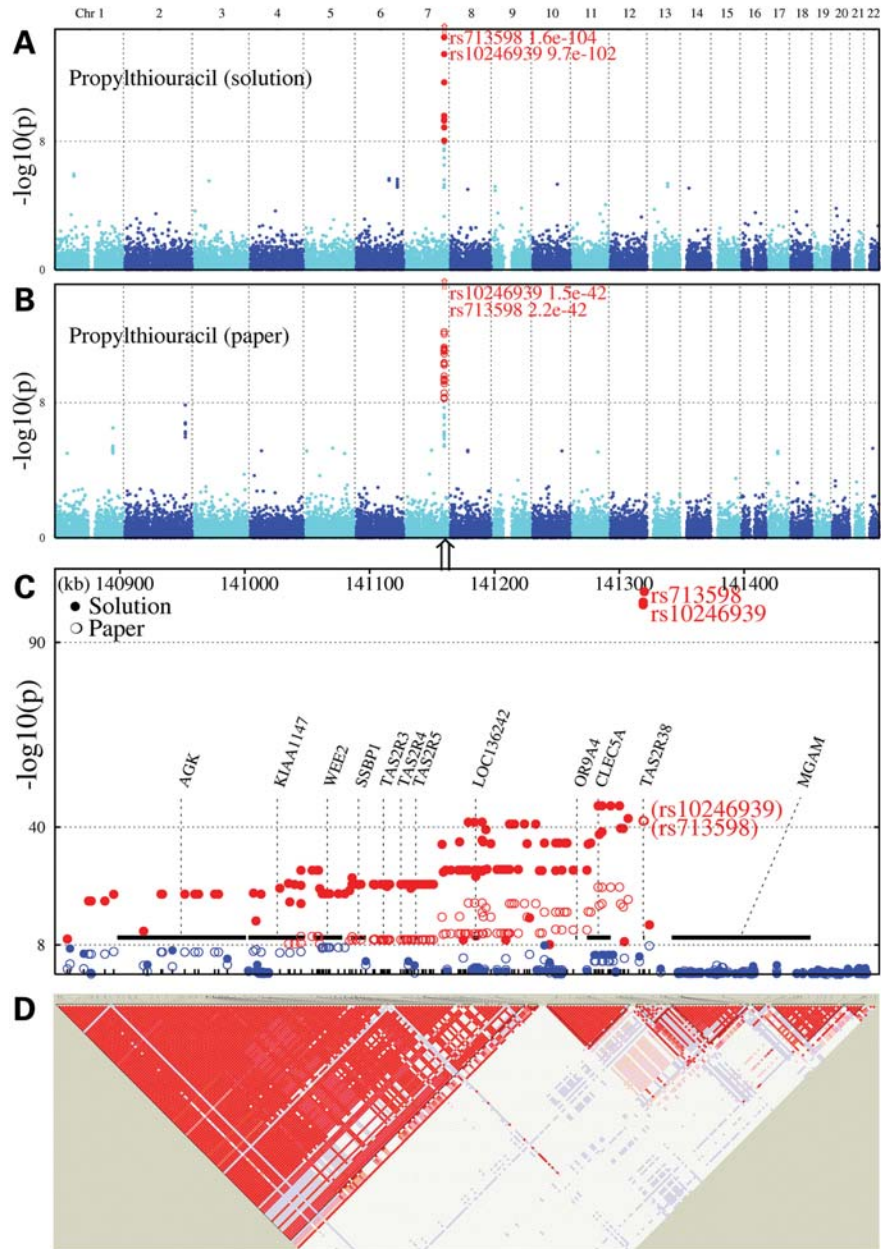 Chr 1 2 3 4 5 6 7 8 9 10 11 12 13 14 15 16 17 18 19 20 21 22
A
rs713598 1.6e-104
rs10246939 9.7e-102
Propylthiouracil (solution)
-log10(p)
8
0
B
rs10246939 1.5e-42
rs713598 2.2e-42
Propylthiouracil (paper)
-log10(p)
8
0
C
(kb) 140900 141000 141100 141200 141300 141400
Solution
Paper
rs713598
rs10246939
-log10(p)
90
40
8
AGK
KIAA1147
WEE2
SSBP1
TAS2R3
TAS2R4
TAS2R5
LOC136242
OR9A4
CLEC5A
TAS2R38
MGAM
(rs10246939)
(rs713598)
D